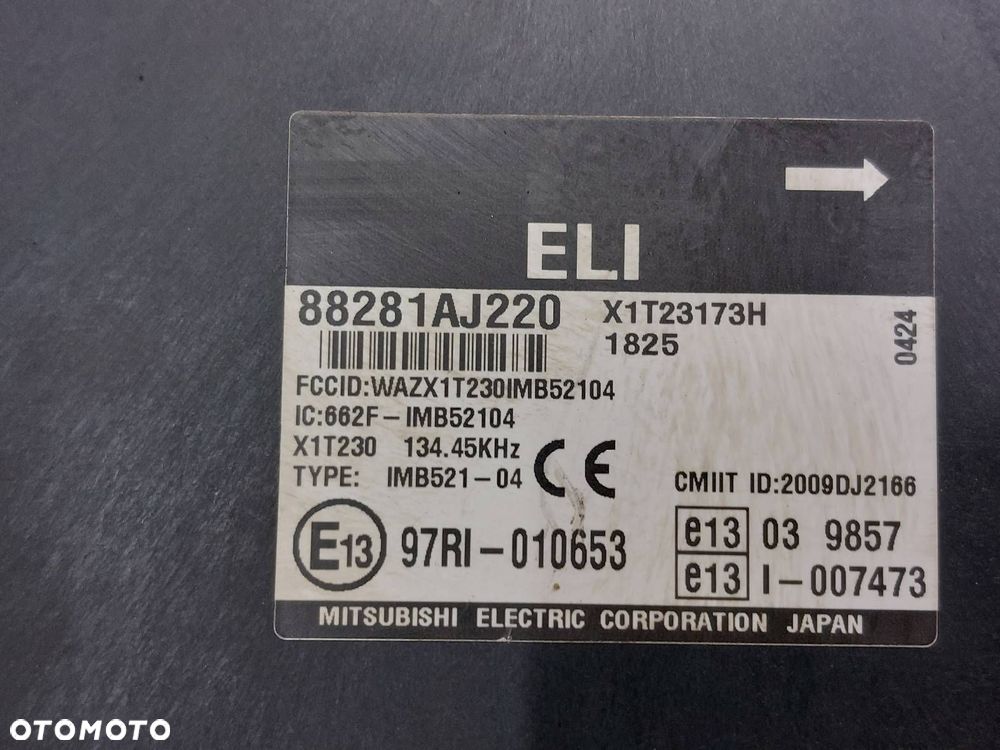 ELI
88281AJ220 X1T23173H
1825
0424
FCCID:WAZX1T230IMB52104
IC:662F-IMB52104
X1T230 134.45KHz
TYPE: IMB521-04 CE CMIIT ID:2009DJ2166
E13 97RI-010653 e13 03 9857
e13 I-007473
MITSUBISHI ELECTRIC CORPORATION JAPAN
OTOMOTO